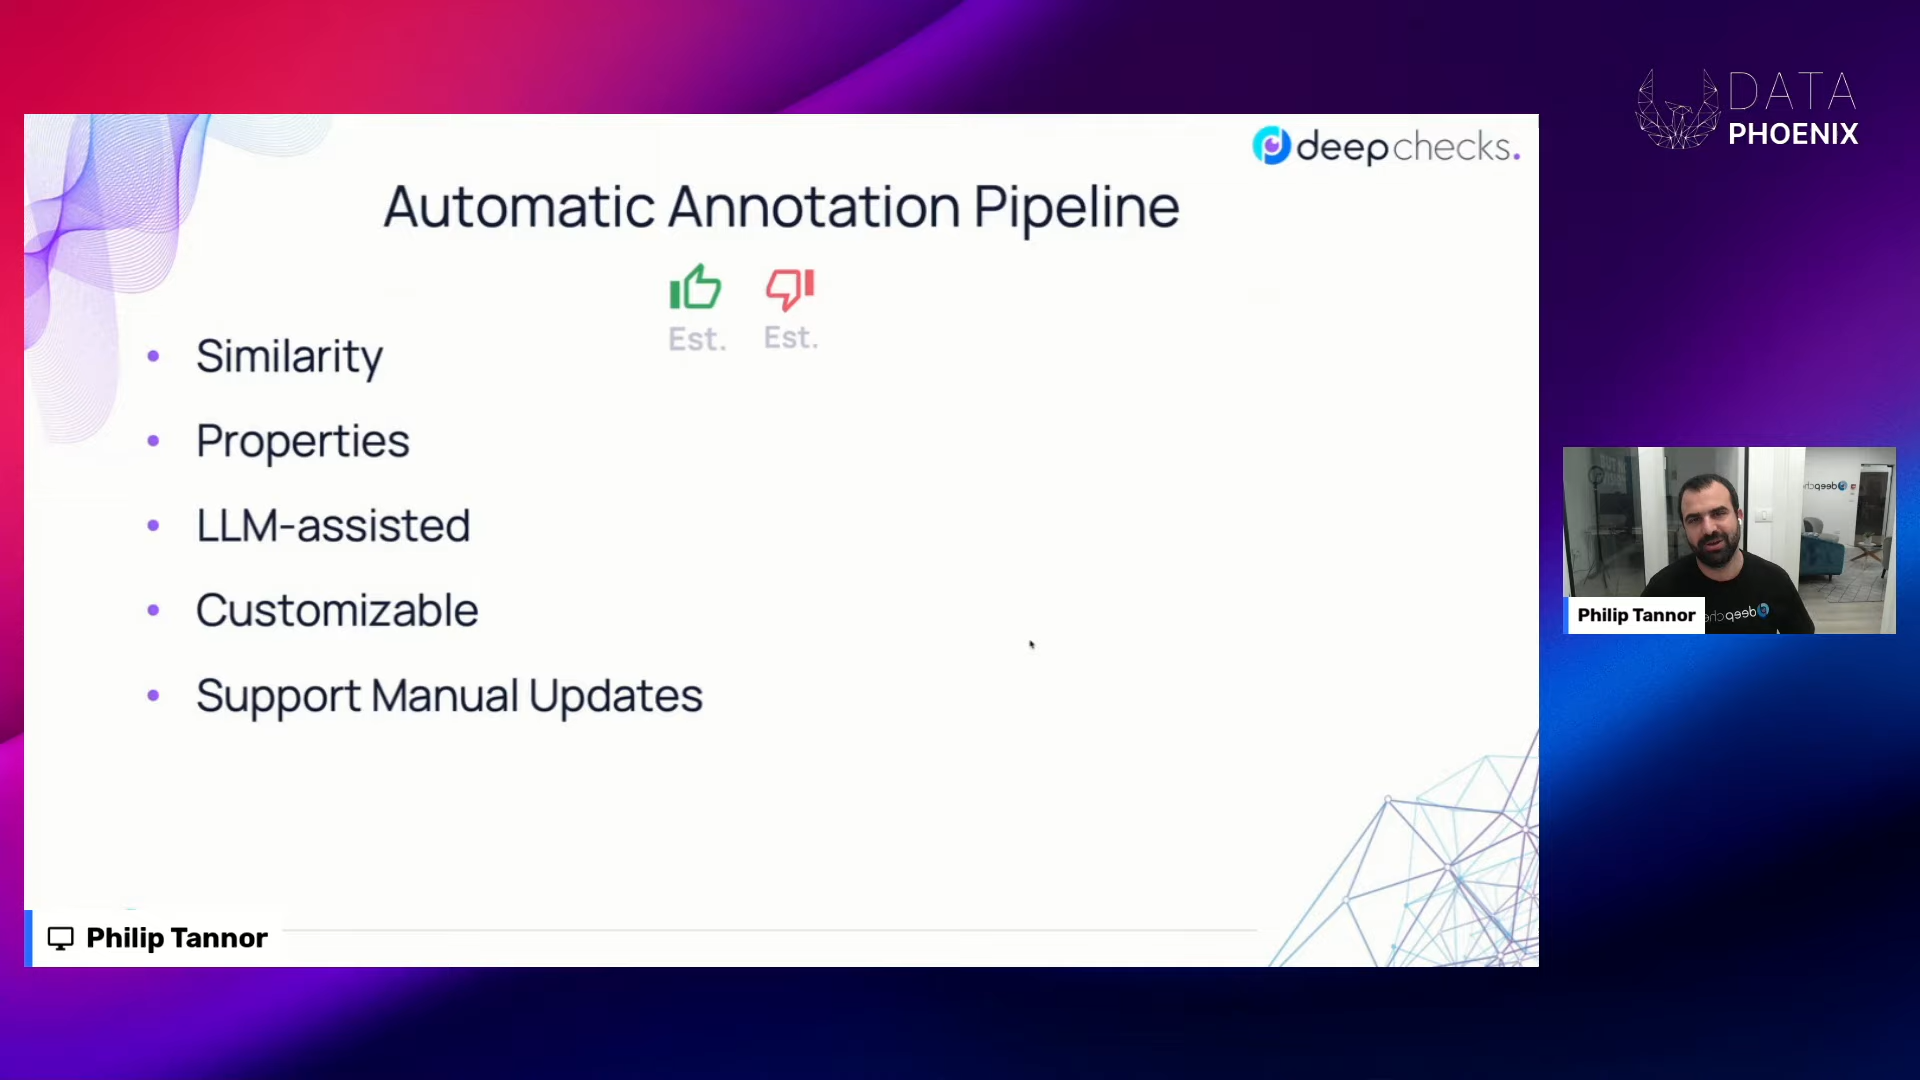 DATA
PHOENIX
deepchecks.
Automatic Annotation Pipeline
Est. Est.
• Similarity
• Properties
• LLM-assisted
• Customizable
• Support Manual Updates
Philip Tannor
Philip Tannor